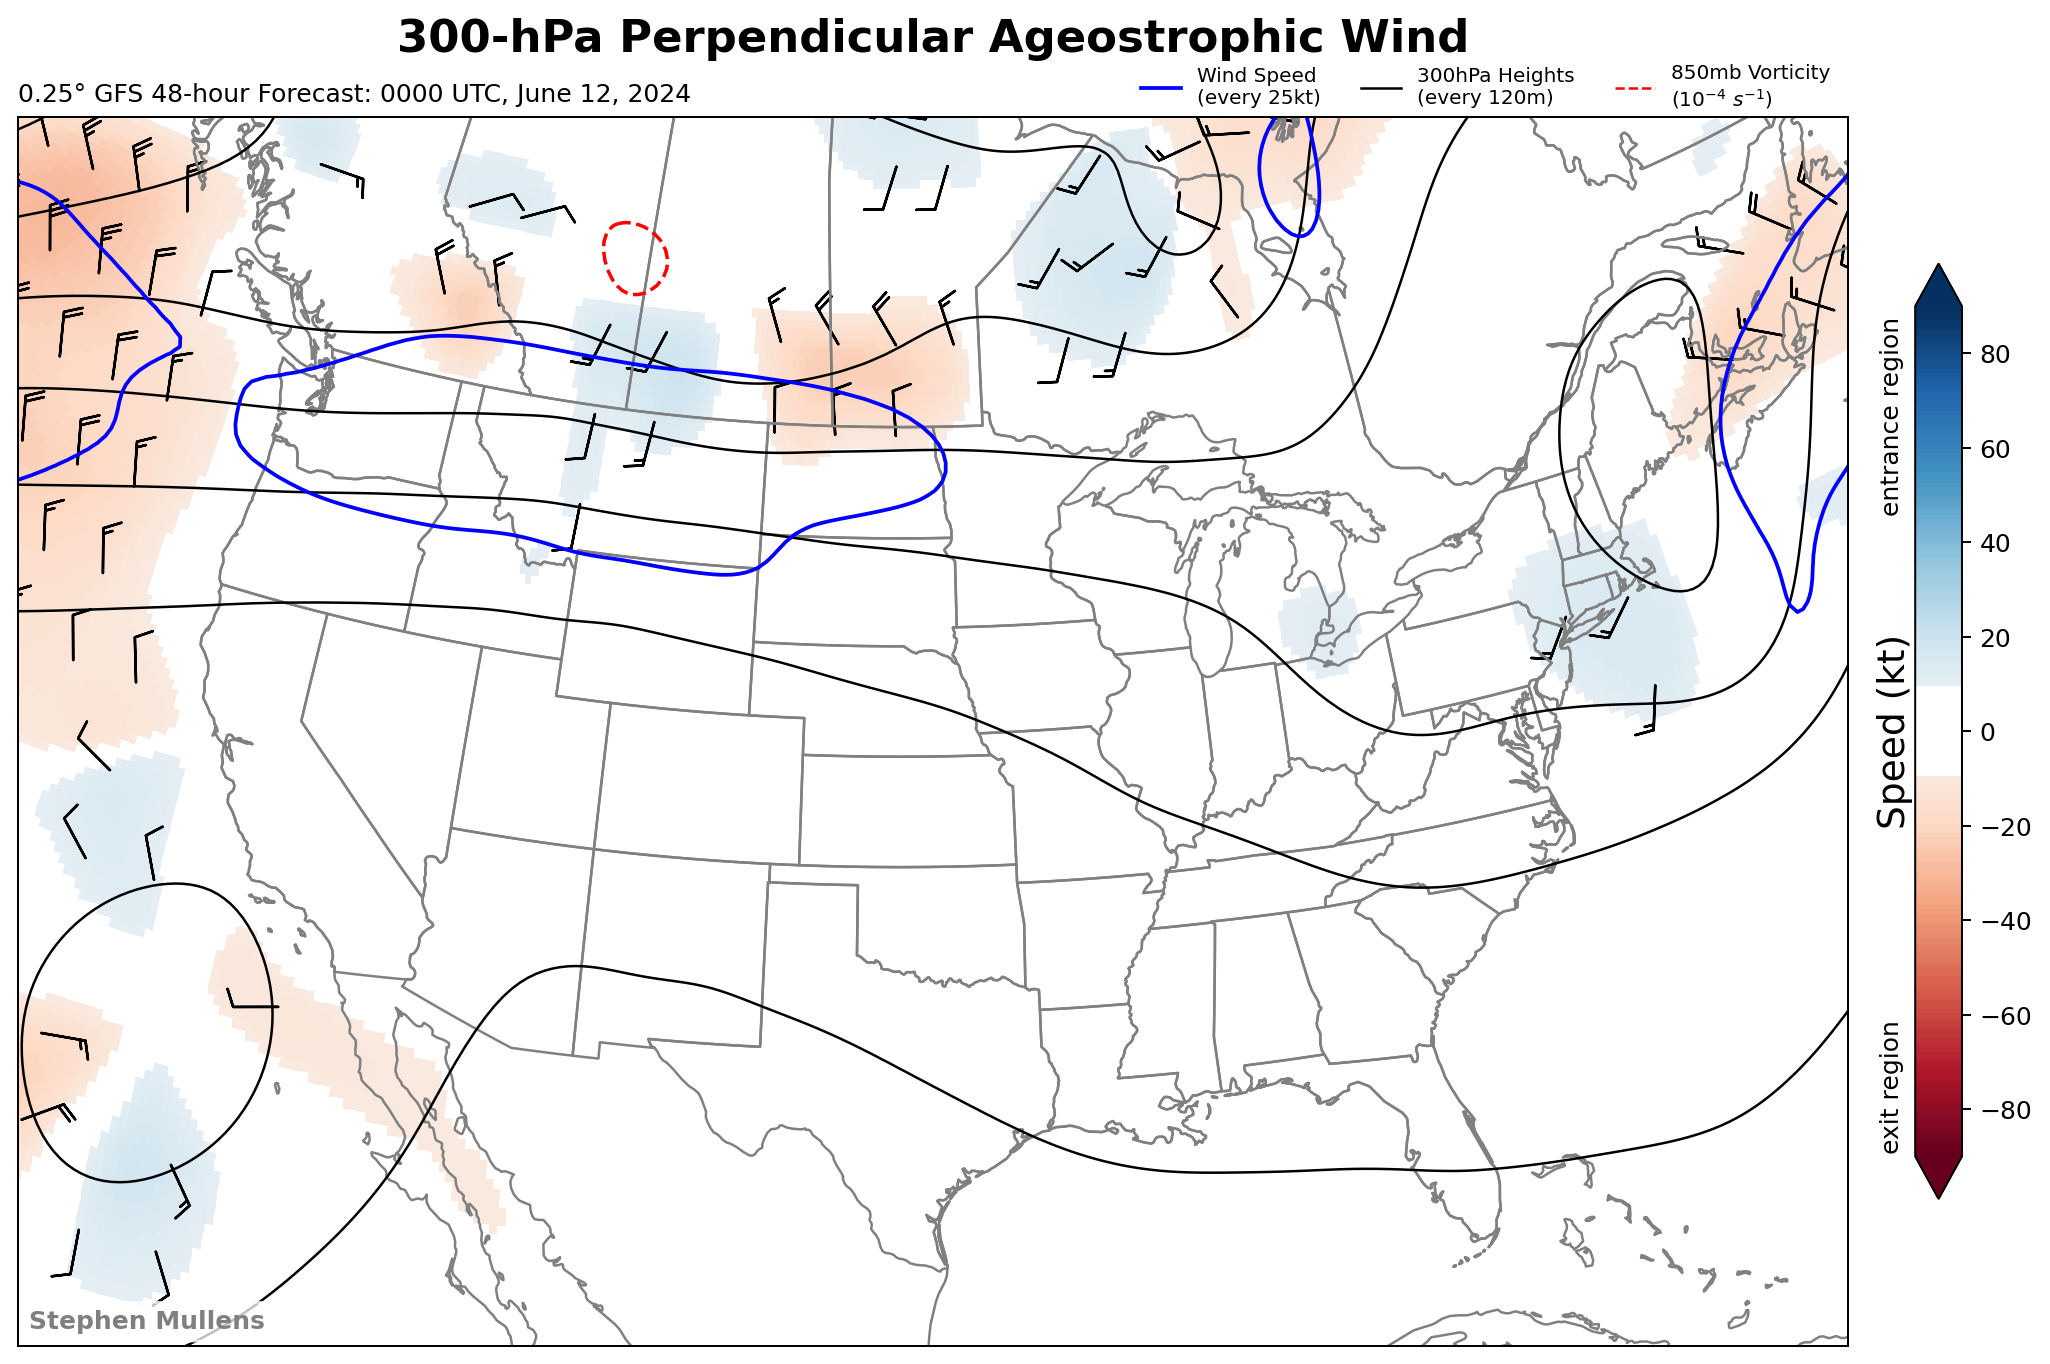 300-hPa Perpendicular Ageostrophic Wind
0.25° GFS 48-hour Forecast: 0000 UTC, June 12, 2024
Wind Speed
(every 25kt)
300hPa Heights
(every 120m)
850mb Vorticity
(10⁻⁴ s⁻¹)
entrance region
Speed (kt)
exit region
80
60
40
20
0
−20
−40
−60
−80
Stephen Mullens